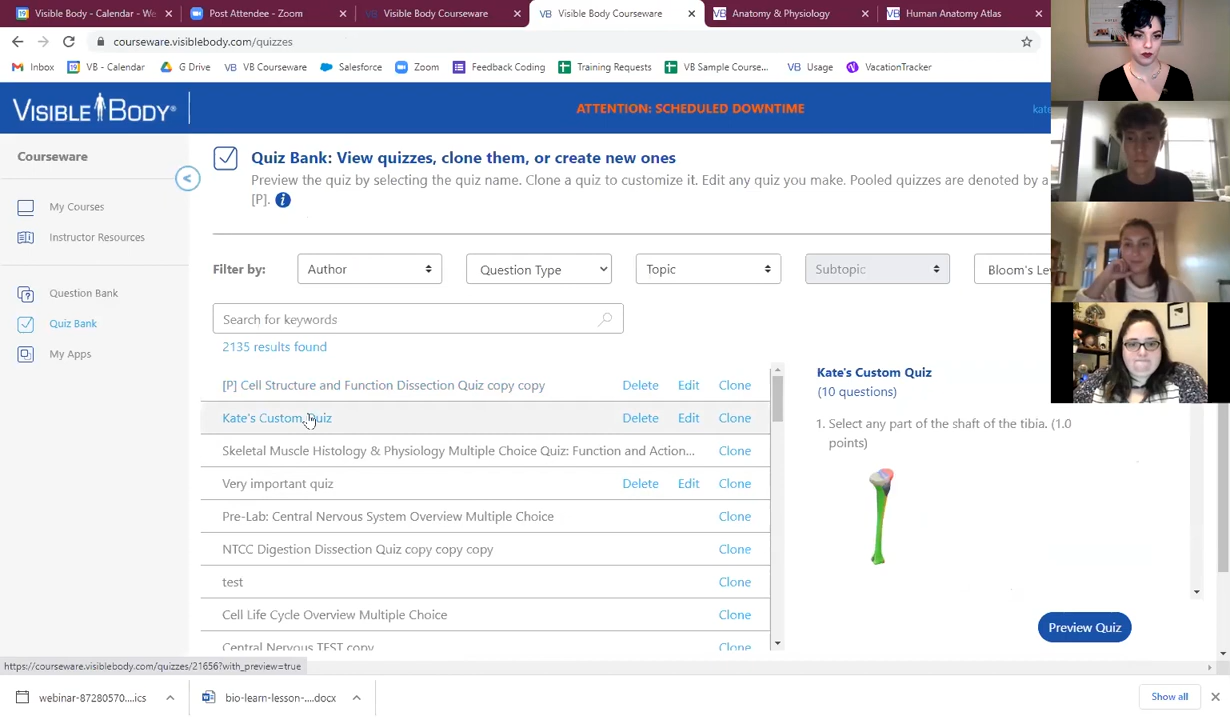 Visible Body - Calendar - We
Post Attendee - Zoom
Visible Body Courseware
Visible Body Courseware
Anatomy & Physiology
Human Anatomy Atlas
courseware.visiblebody.com/quizzes
Inbox
VB - Calendar
G Drive
VB Courseware
Salesforce
Zoom
Feedback Coding
Training Requests
VB Sample Course...
Usage
VacationTracker
VISIBLE BODY®
ATTENTION: SCHEDULED DOWNTIME
kate
Courseware
<
My Courses
Instructor Resources
Question Bank
Quiz Bank
My Apps
Quiz Bank: View quizzes, clone them, or create new ones
Preview the quiz by selecting the quiz name. Clone a quiz to customize it. Edit any quiz you make. Pooled quizzes are denoted by a
[P].
Filter by:
Author
Question Type
Topic
Subtopic
Bloom's Le
Search for keywords
2135 results found
[P] Cell Structure and Function Dissection Quiz copy copy Delete Edit Clone
Kate's Custom Quiz Delete Edit Clone
Skeletal Muscle Histology & Physiology Multiple Choice Quiz: Function and Action... Clone
Very important quiz Delete Edit Clone
Pre-Lab: Central Nervous System Overview Multiple Choice Clone
NTCC Digestion Dissection Quiz copy copy copy Clone
test Clone
Cell Life Cycle Overview Multiple Choice Clone
Central Nervous TEST copy Clone
Kate's Custom Quiz
(10 questions)
1. Select any part of the shaft of the tibia. (1.0
points)
Preview Quiz
https://courseware.visiblebody.com/quizzes/21656?with_preview=true
webinar-87280570....ics
bio-learn-lesson-....docx
Show all